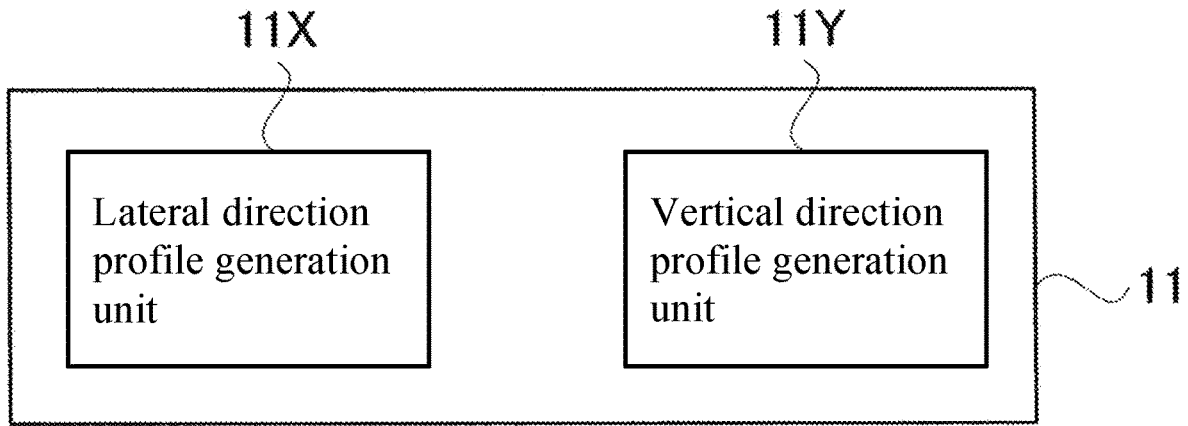 11X
11Y
Lateral direction
profile generation
unit
Vertical direction
profile generation
unit
11